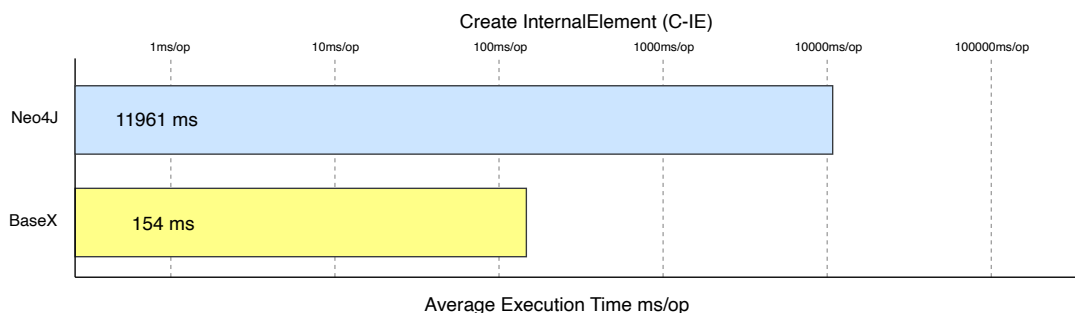 Create InternalElement (C-IE)
1ms/op 10ms/op 100ms/op 1000ms/op 10000ms/op 100000ms/op
Neo4J 11961 ms
BaseX 154 ms
Average Execution Time ms/op